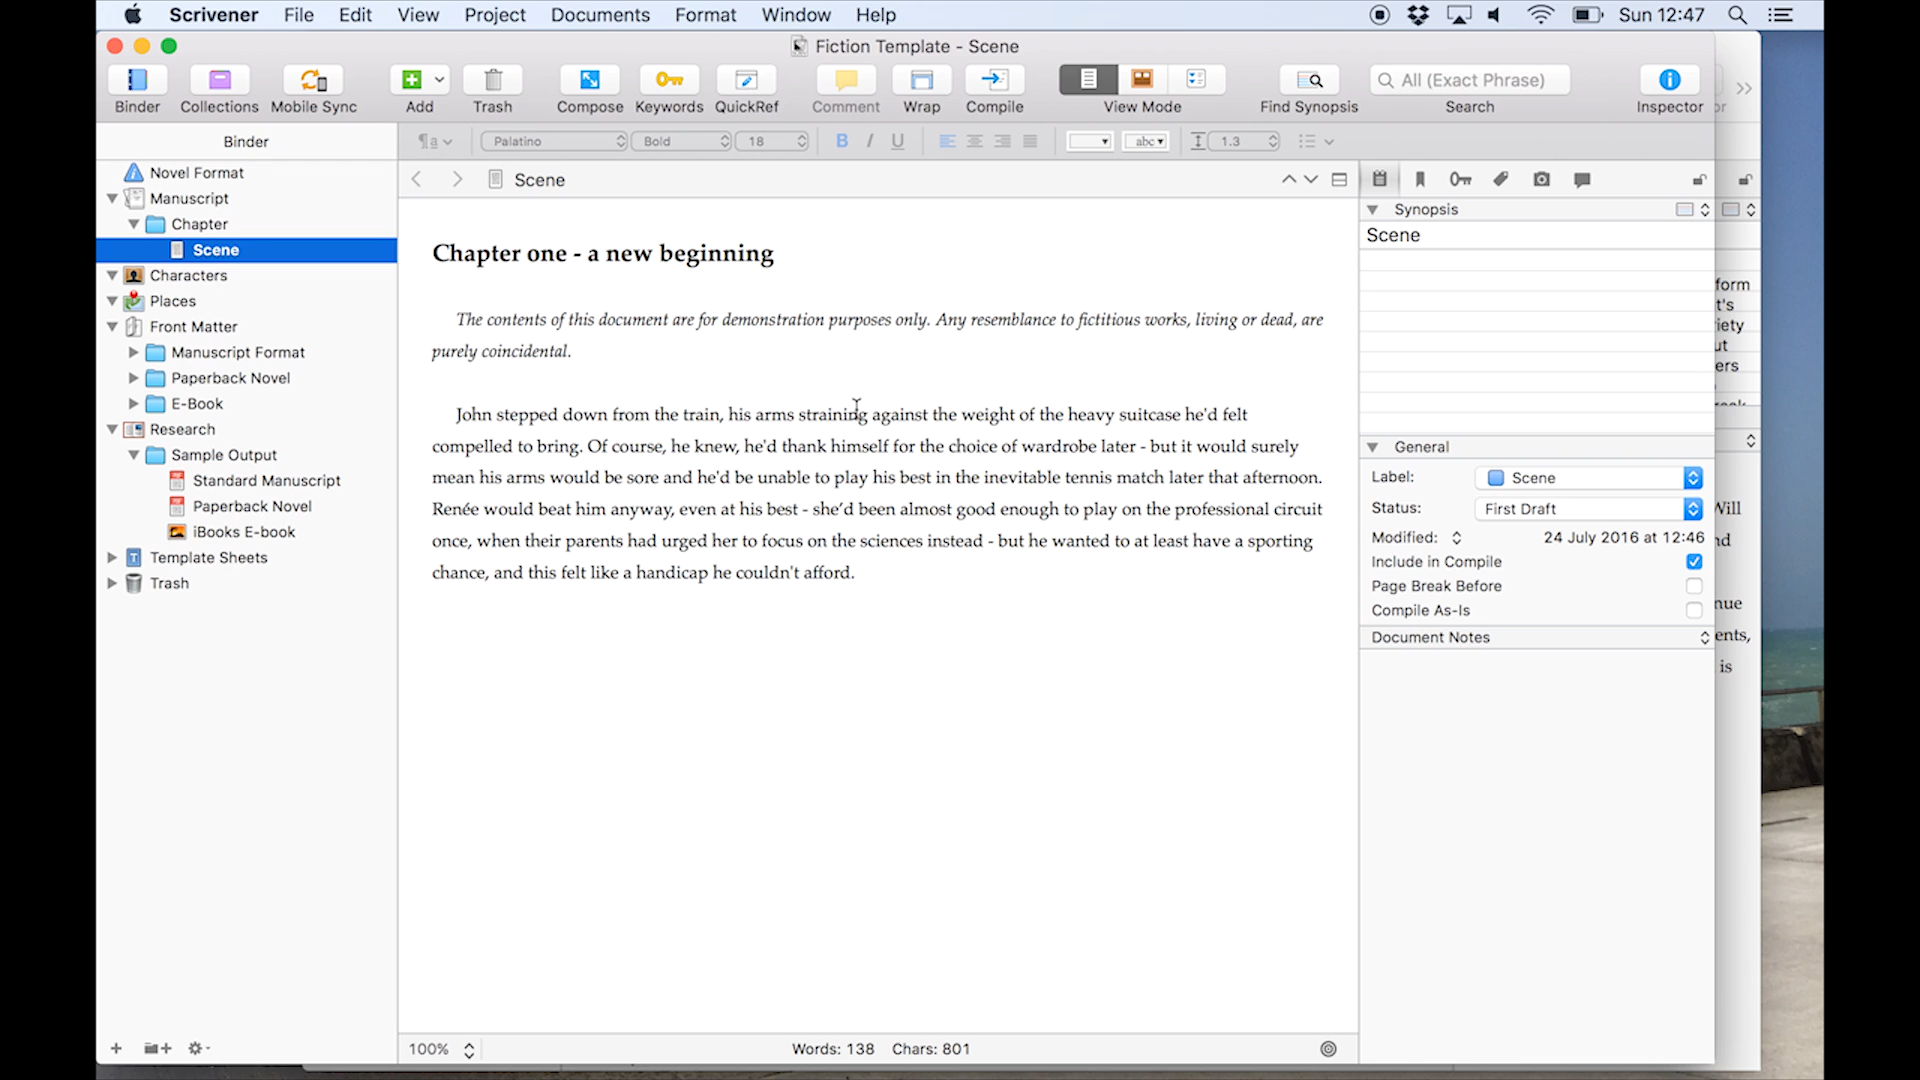 Scrivener File Edit View Project Documents Format Window Help Sun 12:47
Fiction Template - Scene
Binder Collections Mobile Sync Add Trash Compose Keywords QuickRef Comment Wrap Compile View Mode Find Synopsis All (Exact Phrase) Search Inspector
Binder
Palatino Bold 18 B I U abc 1.3
Scene
Novel Format
Manuscript
Chapter
Scene
Characters
Places
Front Matter
Manuscript Format
Paperback Novel
E-Book
Research
Sample Output
Standard Manuscript
Paperback Novel
iBooks E-book
Template Sheets
Trash
Chapter one - a new beginning
The contents of this document are for demonstration purposes only. Any resemblance to fictitious works, living or dead, are
purely coincidental.
John stepped down from the train, his arms straining against the weight of the heavy suitcase he'd felt
compelled to bring. Of course, he knew, he'd thank himself for the choice of wardrobe later - but it would surely
mean his arms would be sore and he'd be unable to play his best in the inevitable tennis match later that afternoon.
Renée would beat him anyway, even at his best - she’d been almost good enough to play on the professional circuit
once, when their parents had urged her to focus on the sciences instead - but he wanted to at least have a sporting
chance, and this felt like a handicap he couldn't afford.
100% Words: 138 Chars: 801
Synopsis
Scene
General
Label: Scene
Status: First Draft
Modified: 24 July 2016 at 12:46
Include in Compile
Page Break Before
Compile As-Is
Document Notes
form
t's
iety
ut
ers
Will
nd
nue
ents,
is